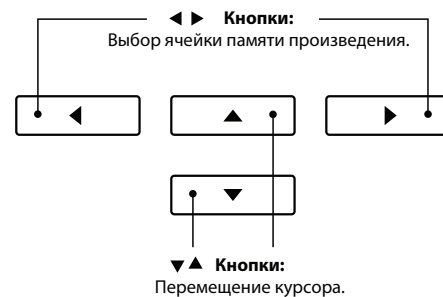 ◀ ▶ Кнопки:
Выбор ячейки памяти произведения.
◀
▲
▶
▼
▼▲ Кнопки:
Перемещение курсора.